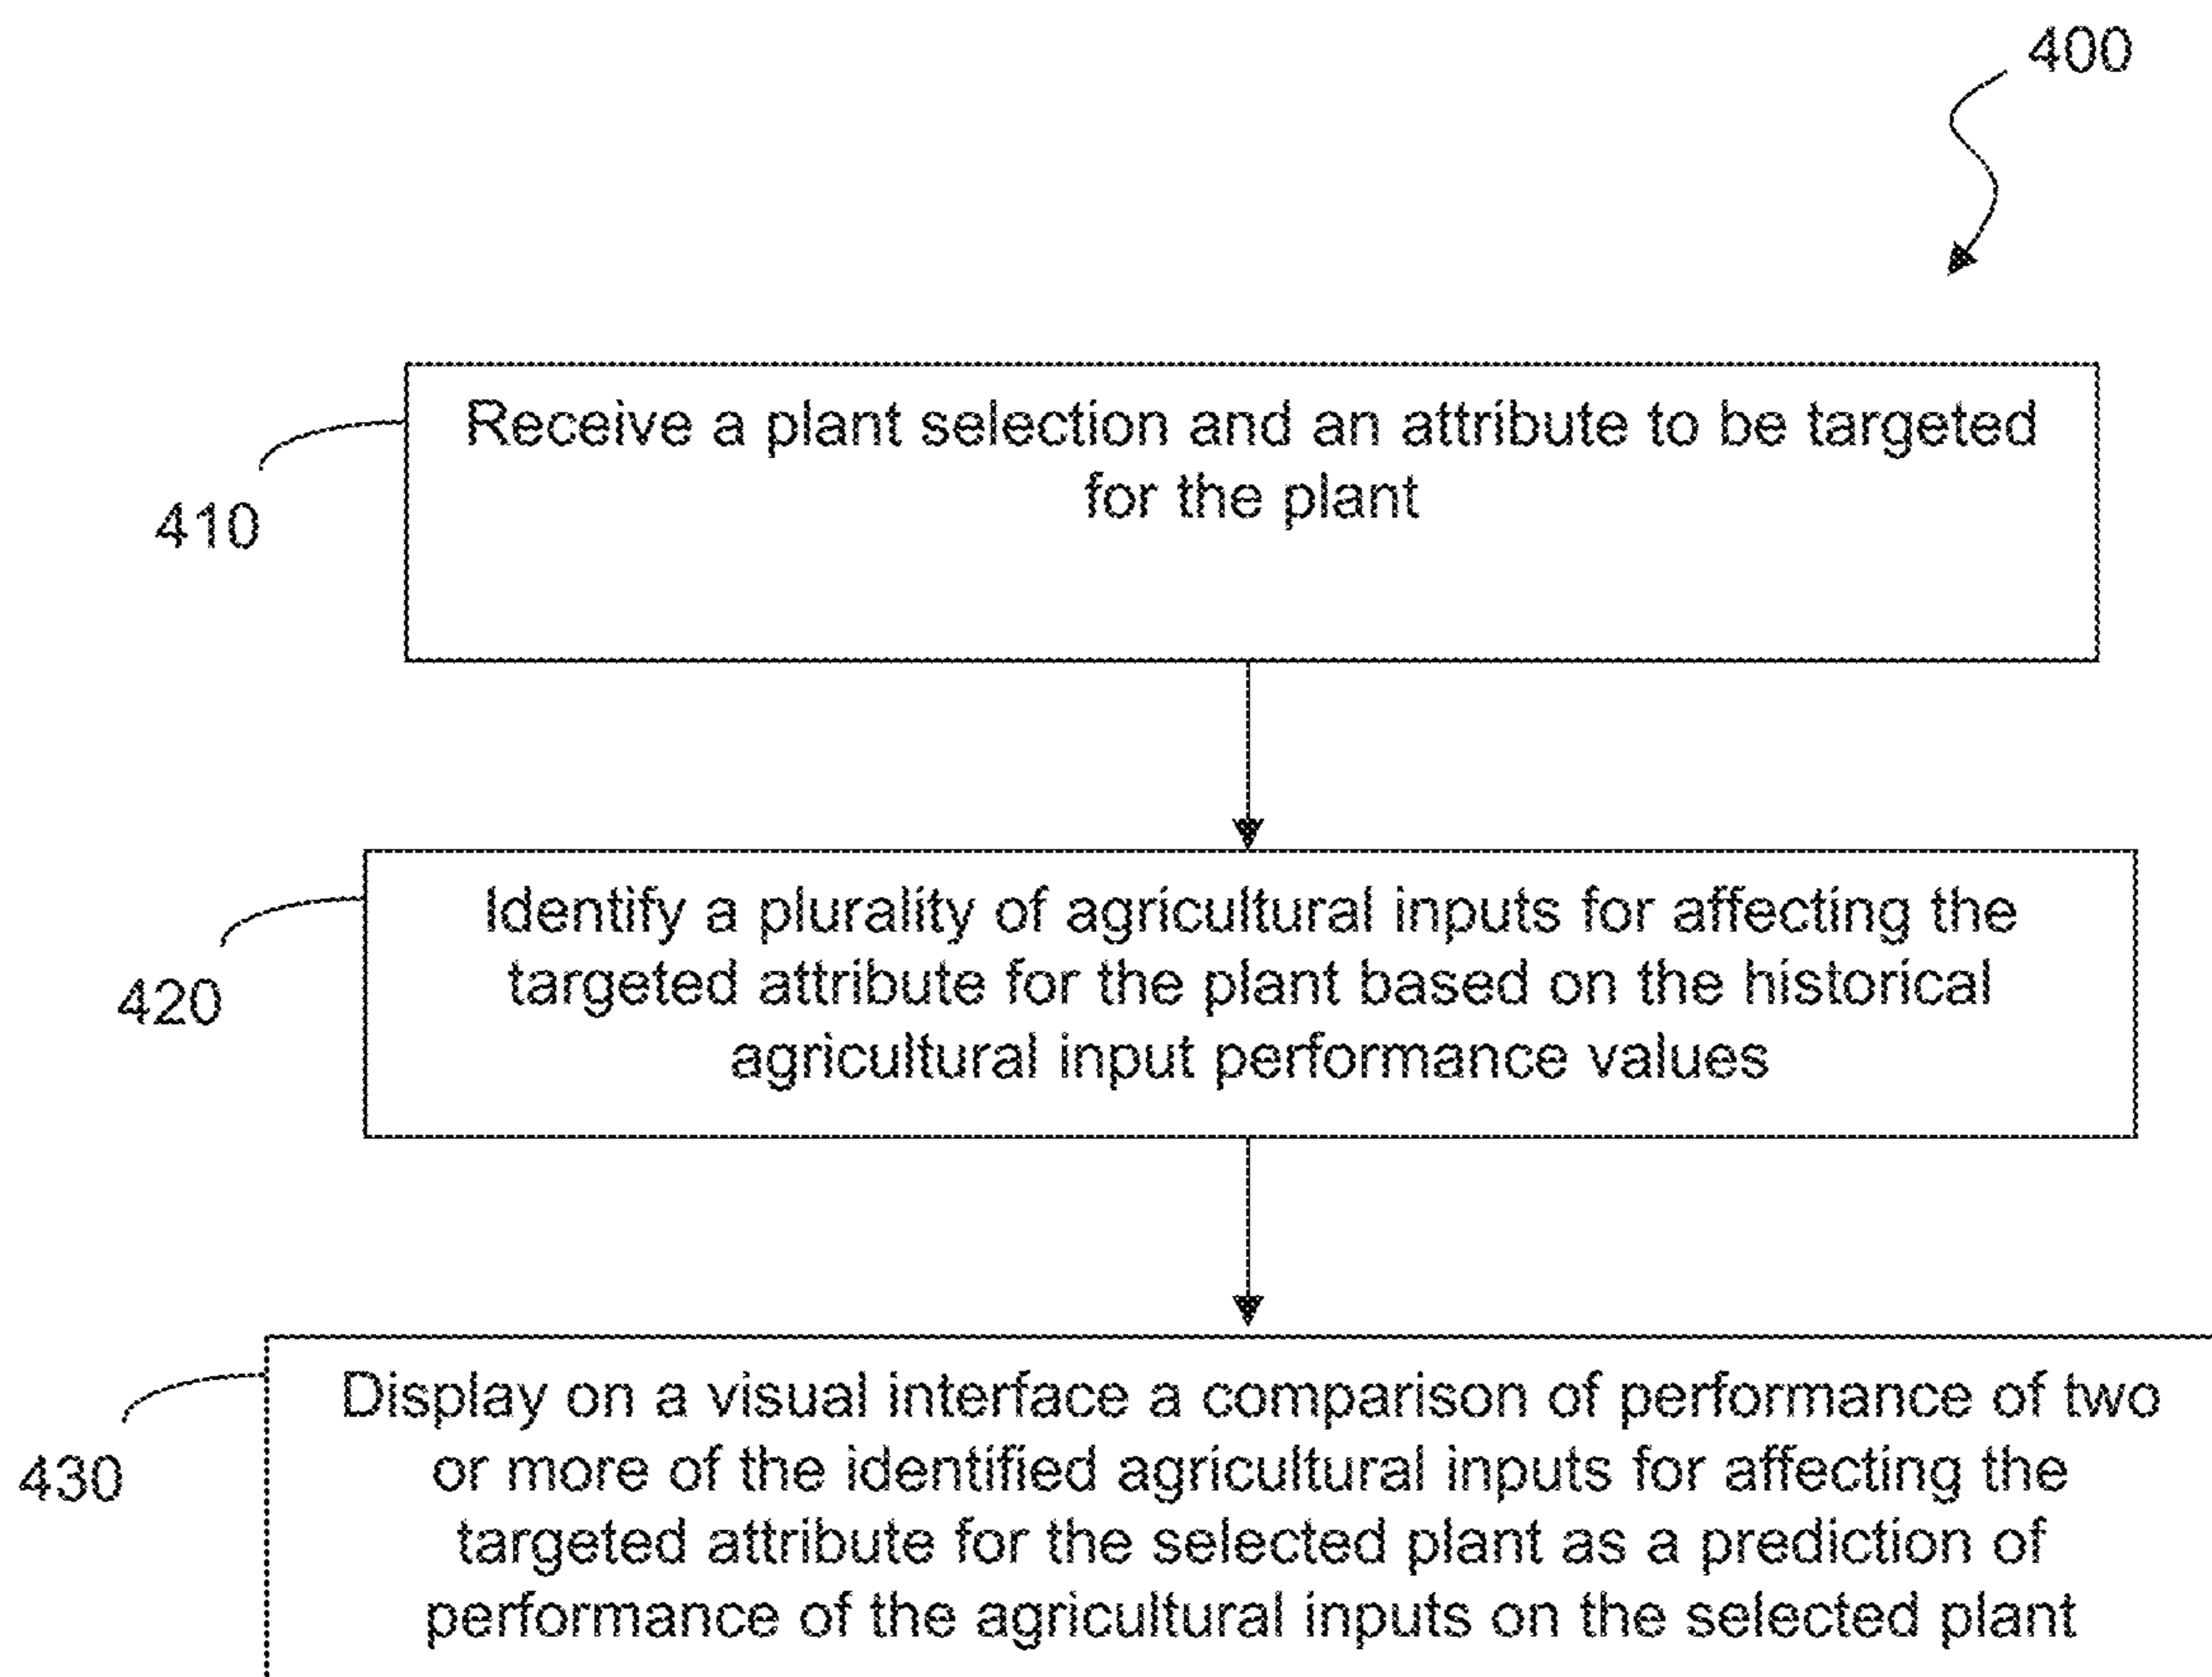 400
Receive a plant selection and an attribute to be targeted
for the plant
410
Identify a plurality of agricultural inputs for affecting the
targeted attribute for the plant based on the historical
agricultural input performance values
420
Display on a visual interface a comparison of performance of two
or more of the identified agricultural inputs for affecting the
targeted attribute for the selected plant as a prediction of
performance of the agricultural inputs on the selected plant
430